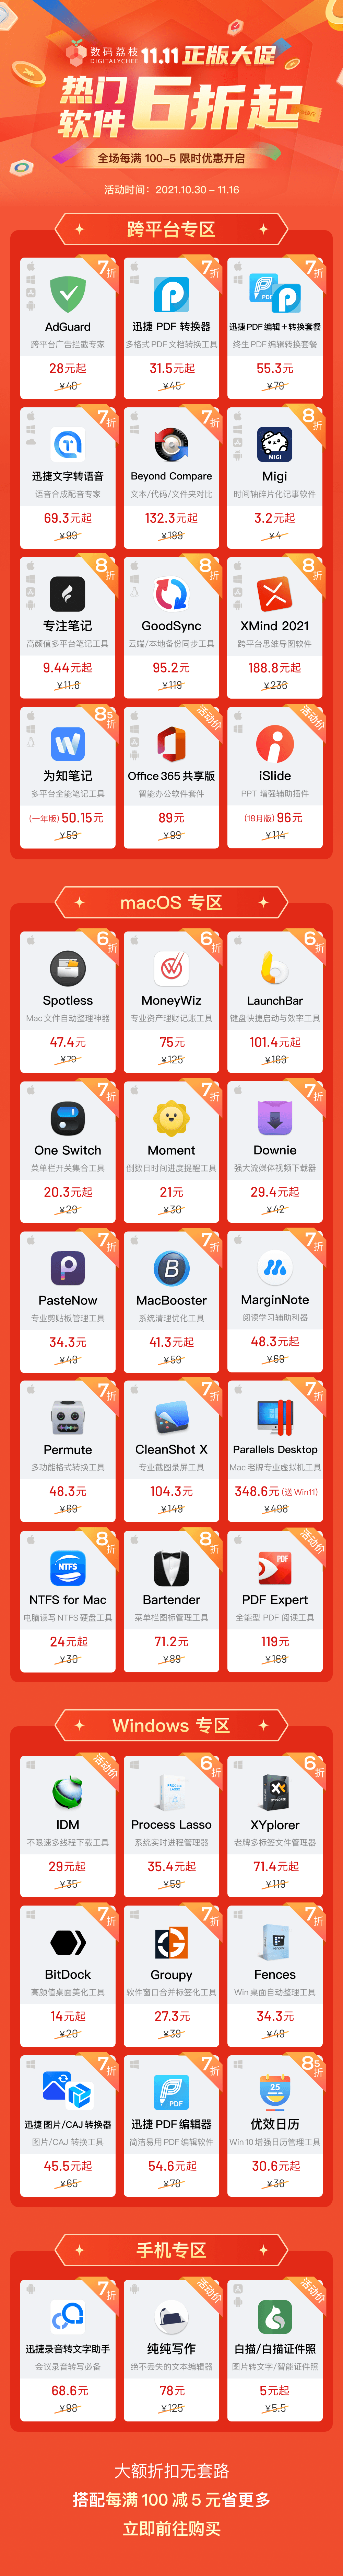 数码荔枝
DIGITALYCHEE
11.11 正版大促
热门
软件
6折起
全场每满 100-5 限时优惠开启
活动时间：2021.10.30 – 11.16
跨平台专区
7折
7折
7折
AdGuard
迅捷 PDF 转换器
迅捷PDF编辑＋转换套餐
跨平台广告拦截专家
多格式PDF文档转换工具
终生PDF编辑转换套餐
28元起
31.5元起
55.3元
¥40
¥45
¥79
7折
7折
8折
迅捷文字转语音
Beyond Compare
Migi
语音合成配音专家
文本/代码/文件夹对比
时间轴碎片化记事软件
69.3元起
132.3元起
3.2元起
¥99
¥189
¥4
8折
8折
8折
专注笔记
GoodSync
XMind 2021
高颜值多平台笔记工具
云端/本地备份同步工具
跨平台思维导图软件
9.44元起
95.2元
188.8元起
¥11.8
¥119
¥236
85折
活动价
活动价
为知笔记
Office 365 共享版
iSlide
多平台全能笔记工具
智能办公软件套件
PPT 增强辅助插件
(一年版) 50.15元
89元
(18月版) 96元
¥59
¥99
¥114
macOS 专区
6折
6折
6折
Spotless
MoneyWiz
LaunchBar
Mac文件自动整理神器
专业资产理财记账工具
键盘快捷启动与效率工具
47.4元
75元
101.4元起
¥79
¥125
¥169
7折
7折
7折
One Switch
Moment
Downie
菜单栏开关集合工具
倒数日时间进度提醒工具
强大流媒体视频下载器
20.3元起
21元
29.4元起
¥29
¥30
¥42
7折
7折
7折
PasteNow
MacBooster
MarginNote
专业剪贴板管理工具
系统清理优化工具
阅读学习辅助利器
34.3元
41.3元起
48.3元起
¥49
¥59
¥69
7折
7折
7折
Permute
CleanShot X
Parallels Desktop
多功能格式转换工具
专业截图录屏工具
Mac 老牌专业虚拟机工具
48.3元
104.3元
348.6元 (送 Win11)
¥69
¥149
¥498
8折
8折
活动价
NTFS for Mac
Bartender
PDF Expert
电脑读写NTFS硬盘工具
菜单栏图标管理工具
全能型 PDF 阅读工具
24元起
71.2元
119元
¥30
¥89
¥169
Windows 专区
活动价
6折
6折
IDM
Process Lasso
XYplorer
不限速多线程下载工具
系统实时进程管理器
老牌多标签文件管理器
29元起
35.4元起
71.4元起
¥35
¥59
¥119
7折
7折
7折
BitDock
Groupy
Fences
高颜值桌面美化工具
软件窗口合并标签化工具
Win 桌面自动整理工具
14元起
27.3元
34.3元
¥20
¥39
¥49
7折
7折
85折
迅捷图片/CAJ 转换器
迅捷 PDF 编辑器
优效日历
图片/CAJ 转换工具
简洁易用PDF编辑软件
Win10增强日历管理工具
45.5元起
54.6元起
30.6元起
¥65
¥78
¥36
手机专区
7折
活动价
活动价
迅捷录音转文字助手
纯纯写作
白描/白描证件照
会议录音转写必备
绝不丢失的文本编辑器
图片转文字/智能证件照
68.6元
78元
5元起
¥98
¥125
¥5.5
大额折扣无套路
搭配每满 100 减 5 元省更多
立即前往购买